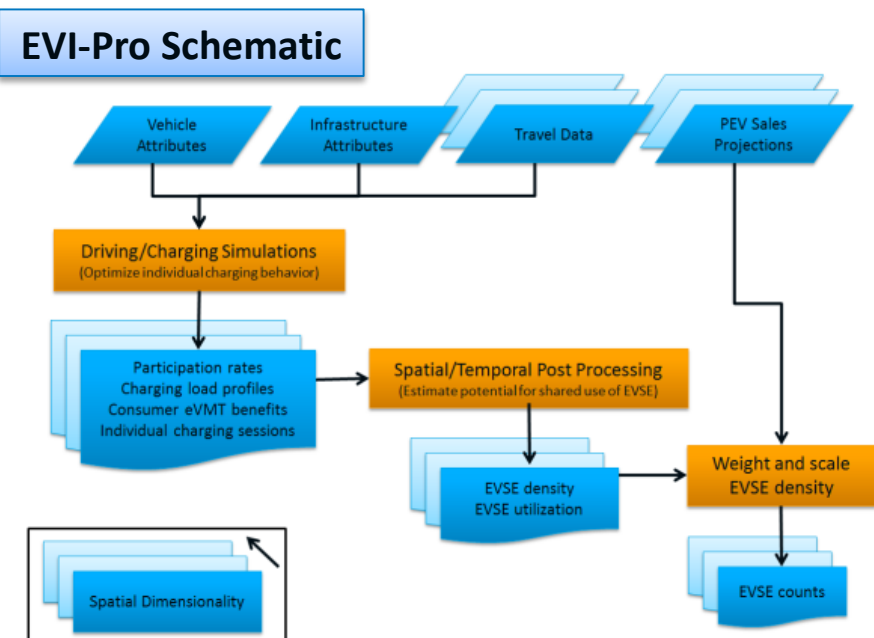 EVI-Pro Schematic
Vehicle
Attributes
Infrastructure
Attributes
Travel Data
PEV Sales
Projections
Driving/Charging Simulations
(Optimize individual charging behavior)
Participation rates
Charging load profiles
Consumer eVMT benefits
Individual charging sessions
Spatial/Temporal Post Processing
(Estimate potential for shared use of EVSE)
EVSE density
EVSE utilization
Weight and scale
EVSE density
EVSE counts
Spatial Dimensionality